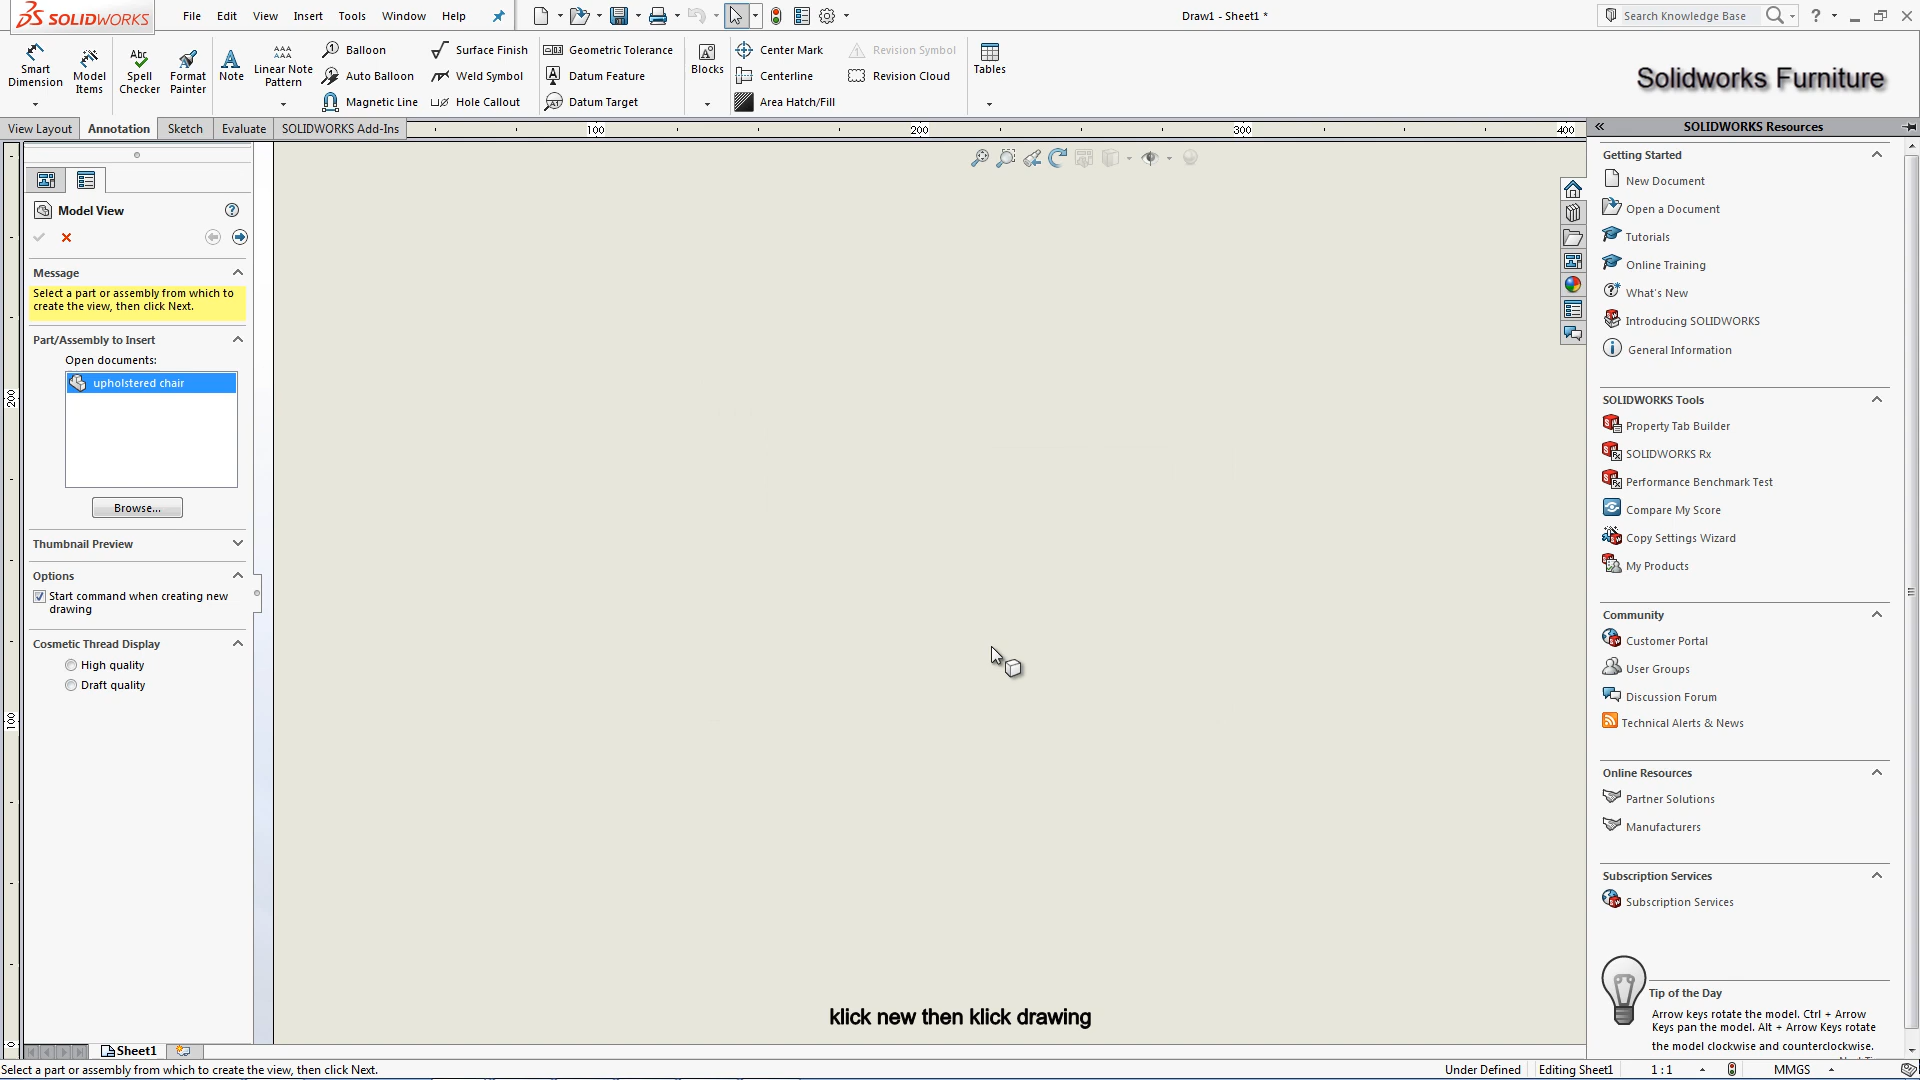 SOLIDWORKS
File Edit View Insert Tools Window Help
Draw1 - Sheet1 *
Search Knowledge Base
Smart Dimension
Model Items
Abc
Spell Checker
Format Painter
Note
Linear Note Pattern
Balloon
Auto Balloon
Magnetic Line
Surface Finish
Weld Symbol
Hole Callout
Geometric Tolerance
Datum Feature
Datum Target
Blocks
Center Mark
Centerline
Area Hatch/Fill
Revision Symbol
Revision Cloud
Tables
Solidworks Furniture
View Layout
Annotation
Sketch
Evaluate
SOLIDWORKS Add-Ins
100
200
300
400
200
100
0
Model View
Message
Select a part or assembly from which to
create the view, then click Next.
Part/Assembly to Insert
Open documents:
upholstered chair
Browse...
Thumbnail Preview
Options
Start command when creating new
drawing
Cosmetic Thread Display
High quality
Draft quality
SOLIDWORKS Resources
Getting Started
New Document
Open a Document
Tutorials
Online Training
What's New
Introducing SOLIDWORKS
General Information
SOLIDWORKS Tools
Property Tab Builder
SOLIDWORKS Rx
Performance Benchmark Test
Compare My Score
Copy Settings Wizard
My Products
Community
Customer Portal
User Groups
Discussion Forum
Technical Alerts & News
Online Resources
Partner Solutions
Manufacturers
Subscription Services
Subscription Services
Tip of the Day
Arrow keys rotate the model. Ctrl + Arrow
Keys pan the model. Alt + Arrow Keys rotate
the model clockwise and counterclockwise.
klick new then klick drawing
Sheet1
Select a part or assembly from which to create the view, then click Next.
Under Defined
Editing Sheet1
1 : 1
MMGS